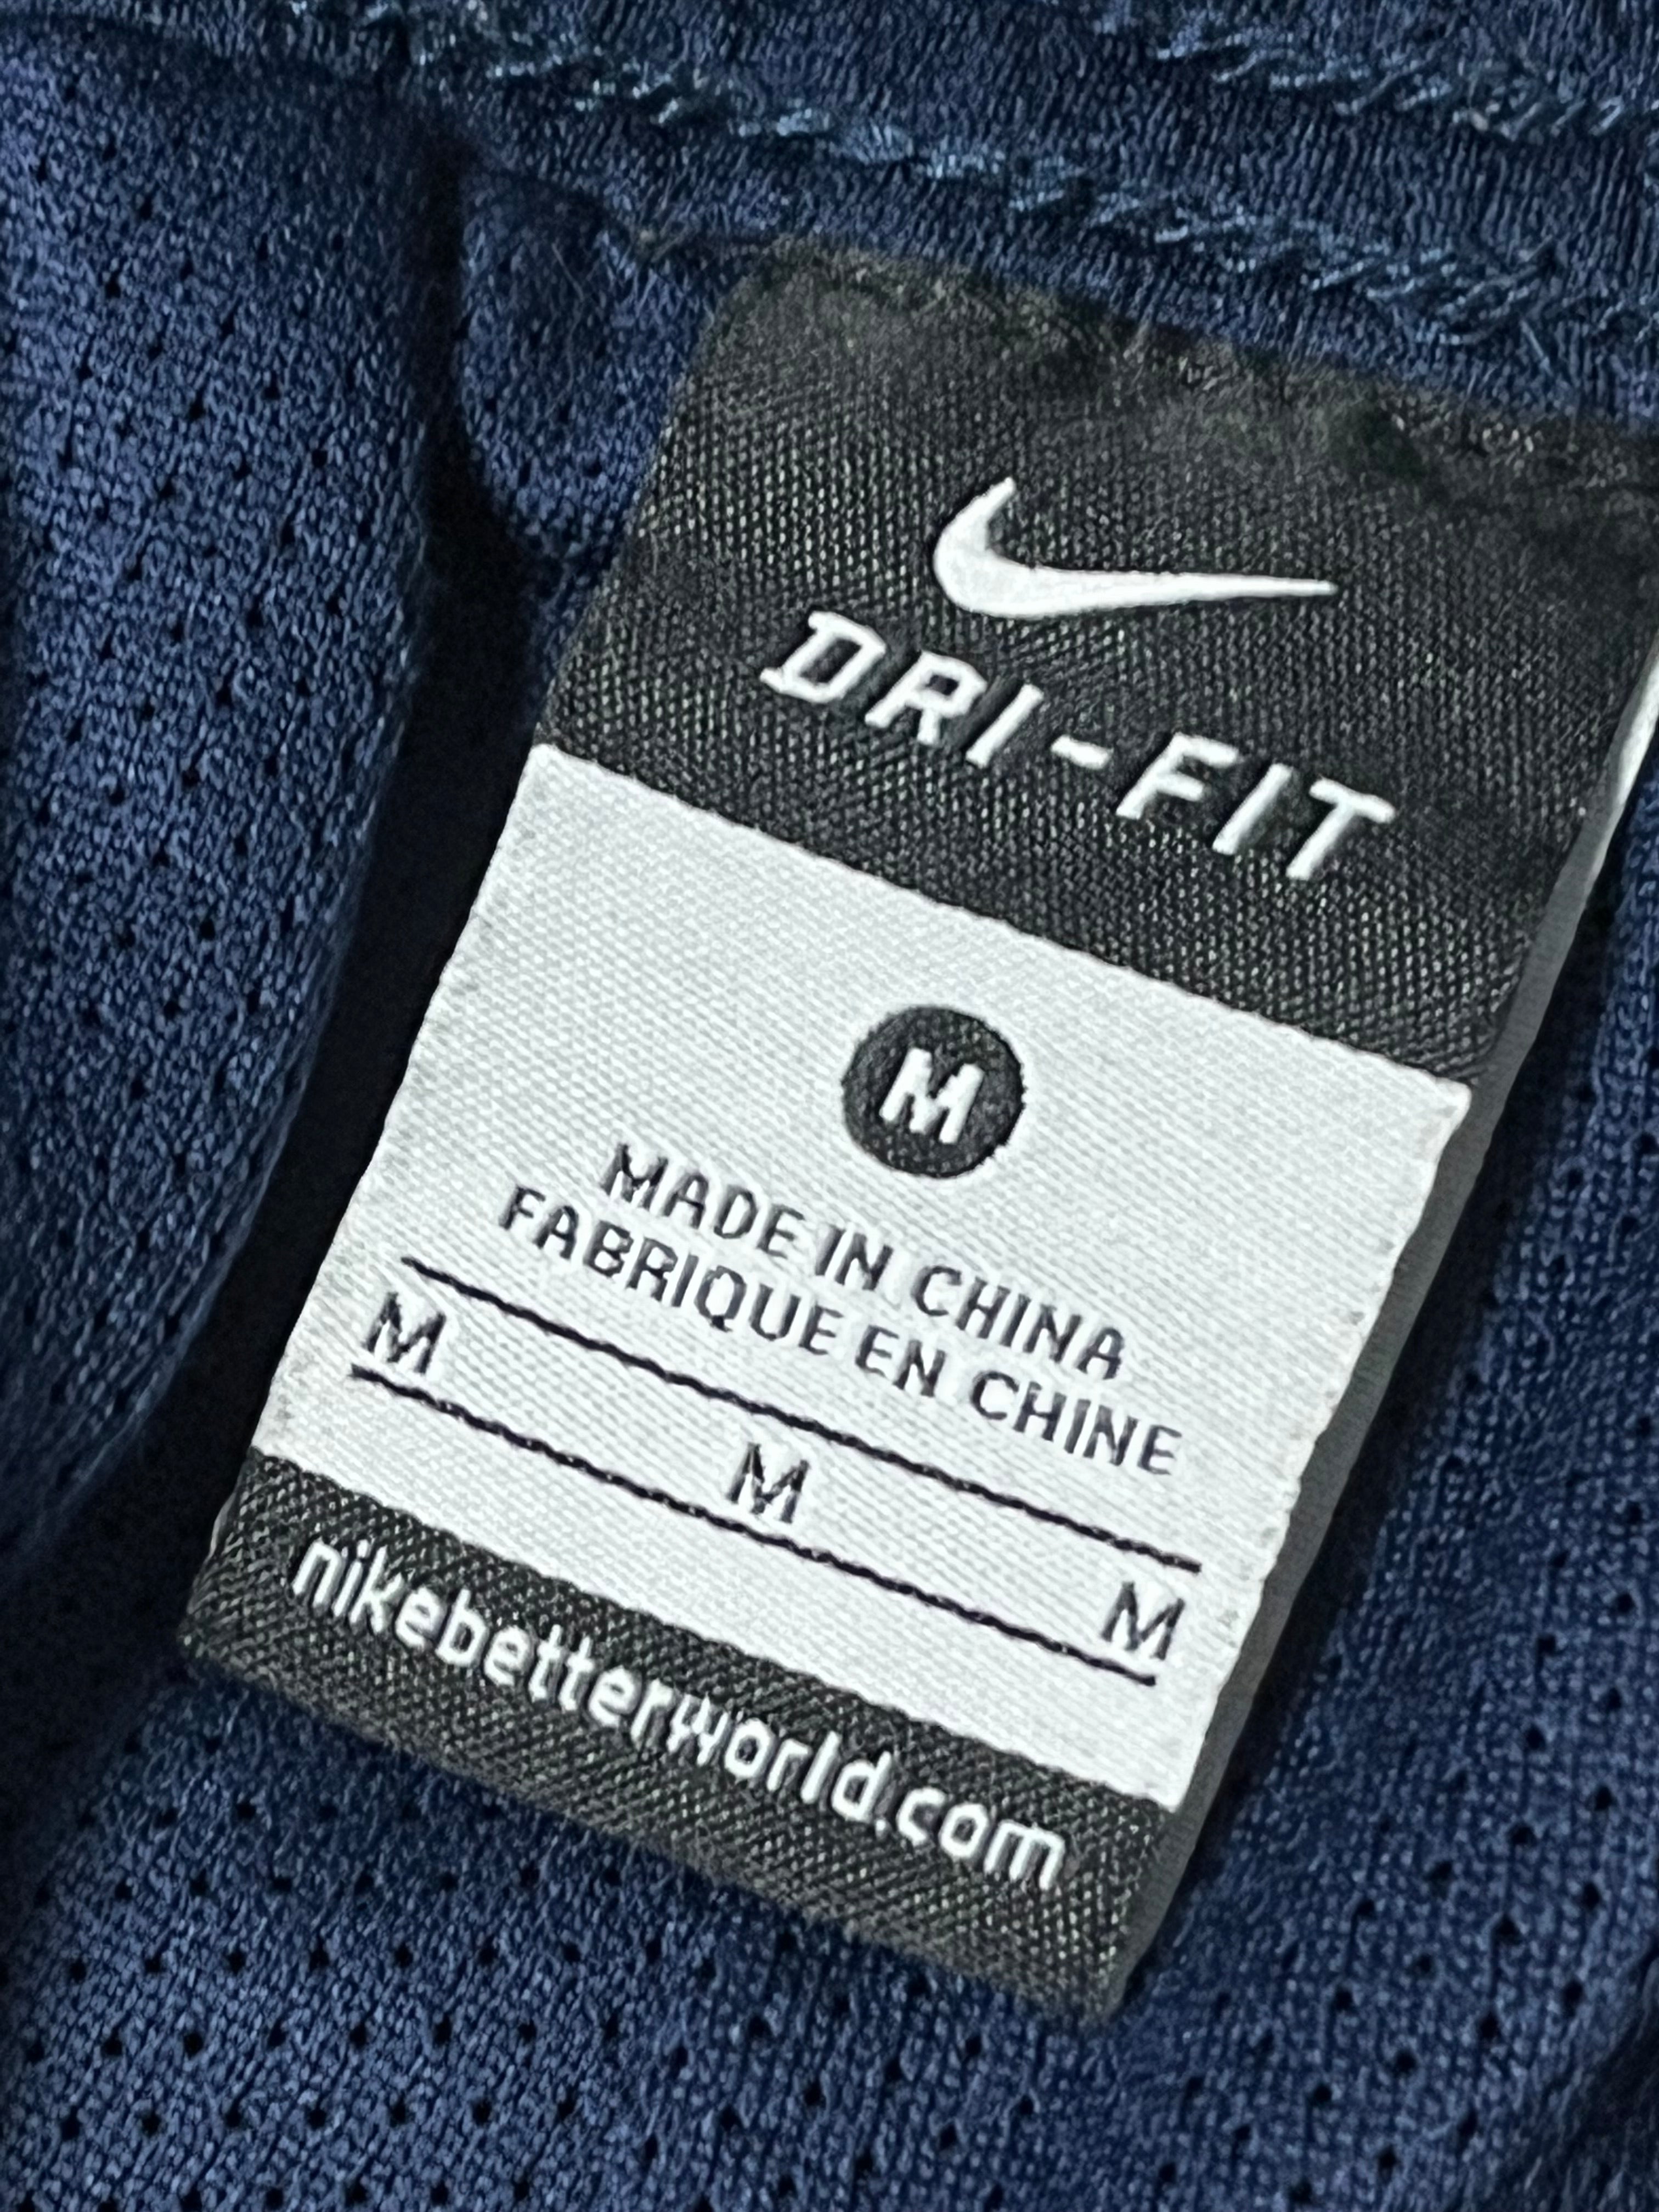 DRI-FIT
M
MADE IN CHINA
FABRIQUE EN CHINE
M M M
nikebetterworld.com